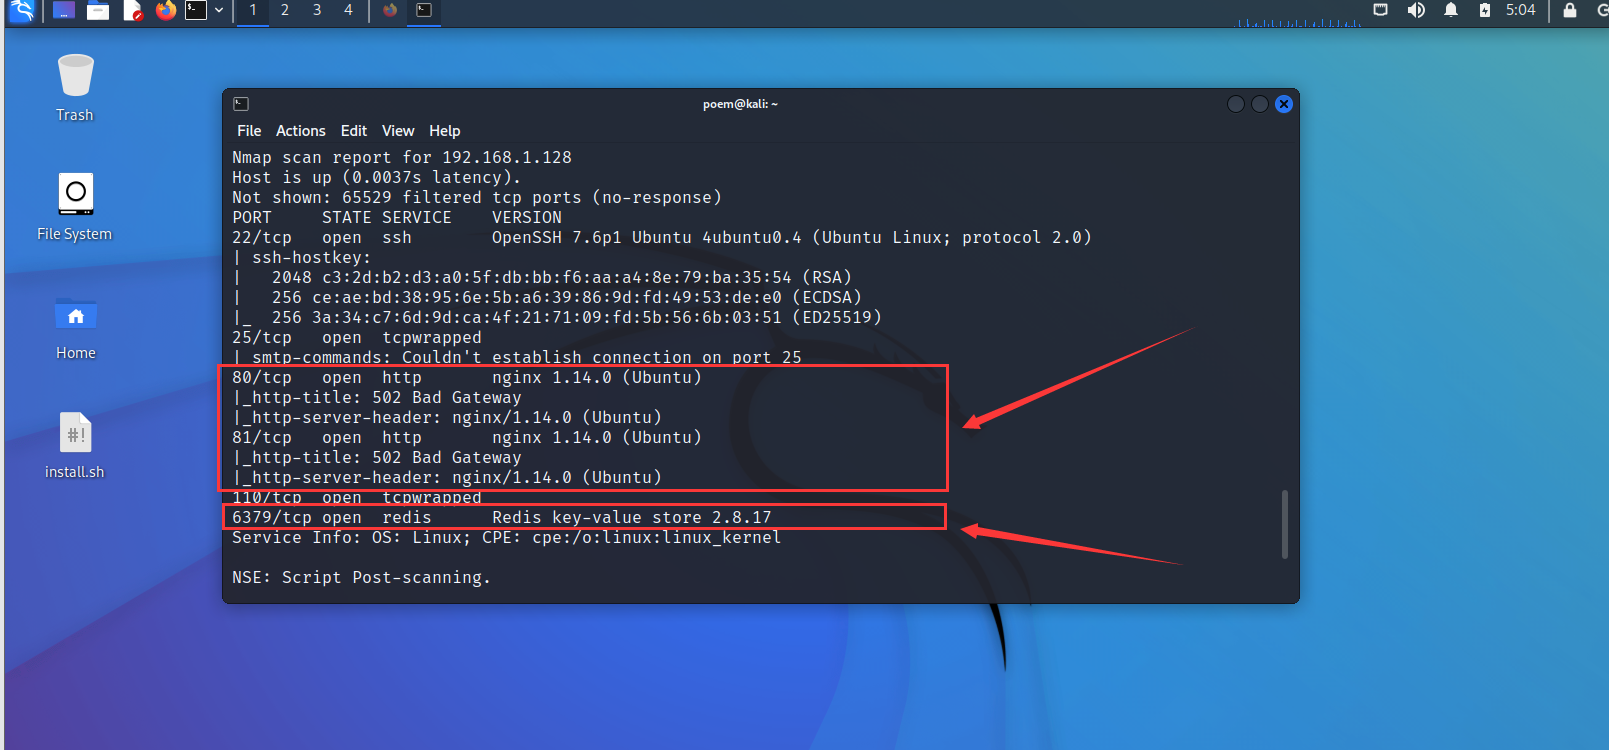 1 2 3 4
5:04
Trash
File System
Home
#!
install.sh
poem@kali: ~
File Actions Edit View Help
Nmap scan report for 192.168.1.128
Host is up (0.0037s latency).
Not shown: 65529 filtered tcp ports (no-response)
PORT     STATE SERVICE    VERSION
22/tcp   open  ssh        OpenSSH 7.6p1 Ubuntu 4ubuntu0.4 (Ubuntu Linux; protocol 2.0)
| ssh-hostkey:
|   2048 c3:2d:b2:d3:a0:5f:db:bb:f6:aa:a4:8e:79:ba:35:54 (RSA)
|   256 ce:ae:bd:38:95:6e:5b:a6:39:86:9d:fd:49:53:de:e0 (ECDSA)
|_  256 3a:34:c7:6d:9d:ca:4f:21:71:09:fd:5b:56:6b:03:51 (ED25519)
25/tcp   open  tcpwrapped
|_smtp-commands: Couldn't establish connection on port 25
80/tcp   open  http       nginx 1.14.0 (Ubuntu)
|_http-title: 502 Bad Gateway
|_http-server-header: nginx/1.14.0 (Ubuntu)
81/tcp   open  http       nginx 1.14.0 (Ubuntu)
|_http-title: 502 Bad Gateway
|_http-server-header: nginx/1.14.0 (Ubuntu)
110/tcp  open  tcpwrapped
6379/tcp open  redis      Redis key-value store 2.8.17
Service Info: OS: Linux; CPE: cpe:/o:linux:linux_kernel
NSE: Script Post-scanning.